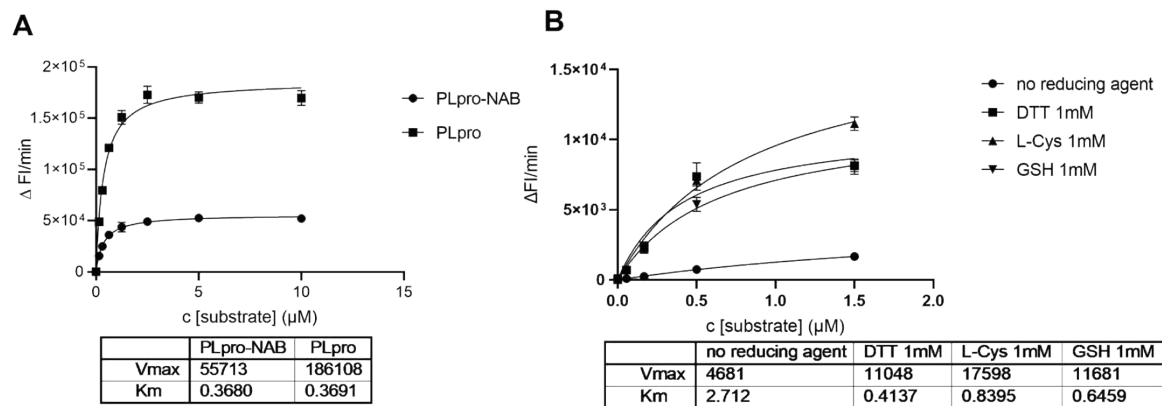 A
2×10⁵
1.5×10⁵
1×10⁵
5×10⁴
0
Δ FI/min
0 5 10 15
c [substrate] (µM)
PLpro-NAB
PLpro
PLpro-NAB PLpro
Vmax 55713 186108
Km 0.3680 0.3691
B
1.5×10⁴
1×10⁴
5×10³
0
ΔFI/min
0.0 0.5 1.0 1.5 2.0
c [substrate] (µM)
no reducing agent
DTT 1mM
L-Cys 1mM
GSH 1mM
no reducing agent DTT 1mM L-Cys 1mM GSH 1mM
Vmax 4681 11048 17598 11681
Km 2.712 0.4137 0.8395 0.6459